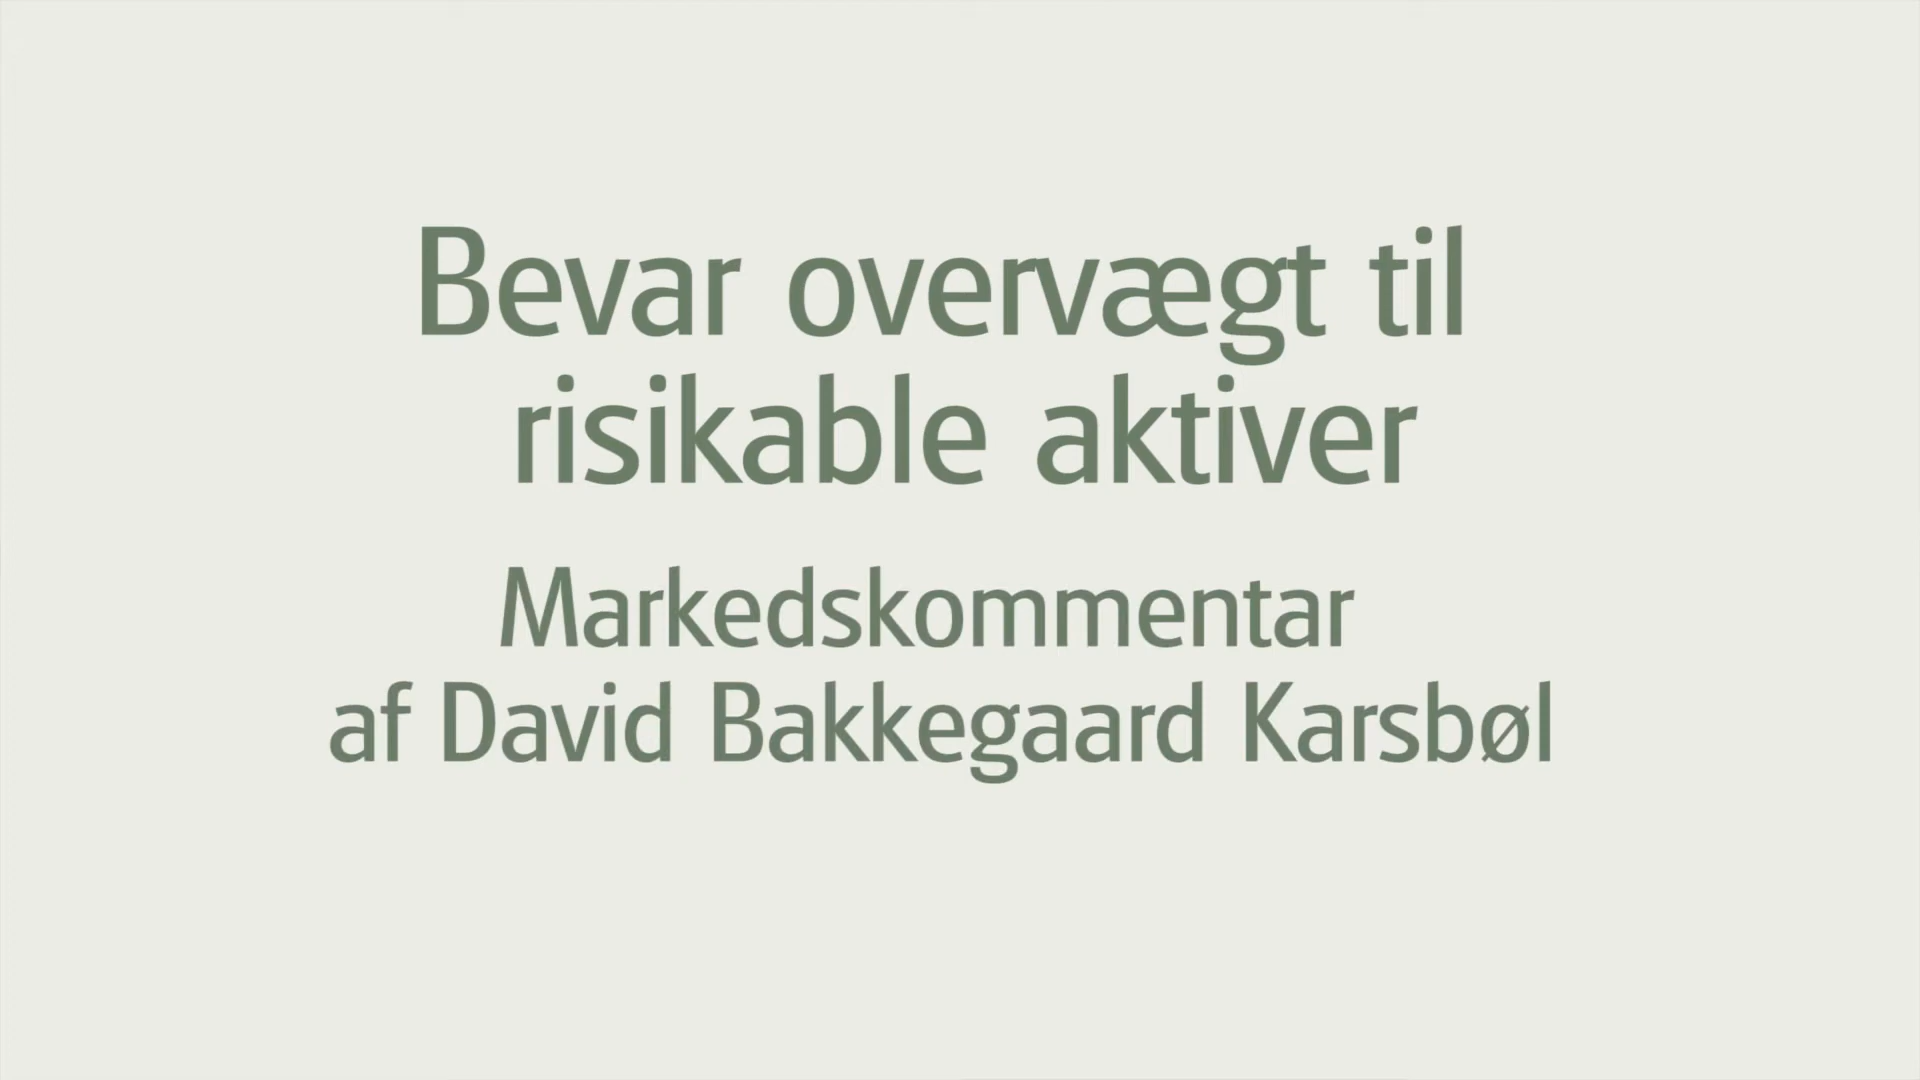 Bevar overvægt til
risikable aktiver
Markedskommentar
af David Bakkegaard Karsbøl